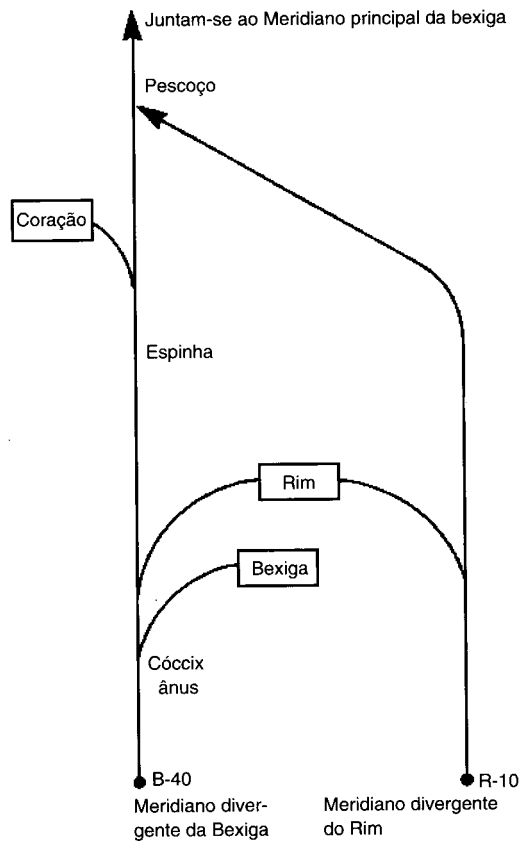 Juntam-se ao Meridiano principal da bexiga
Pescoço
Coração
Espinha
Rim
Bexiga
Cóccix
ânus
B-40
R-10
Meridiano diver-
gente da Bexiga
Meridiano divergente
do Rim